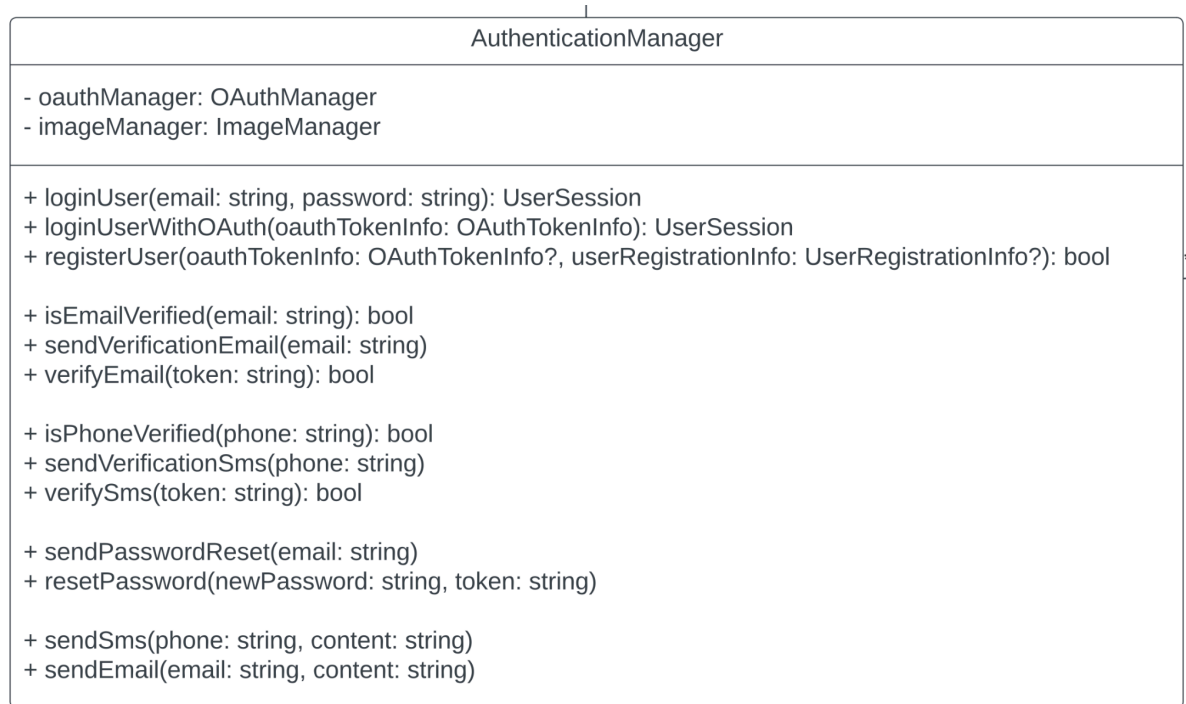 AuthenticationManager
- oauthManager: OAuthManager
- imageManager: ImageManager
+ loginUser(email: string, password: string): UserSession
+ loginUserWithOAuth(oauthTokenInfo: OAuthTokenInfo): UserSession
+ registerUser(oauthTokenInfo: OAuthTokenInfo?, userRegistrationInfo: UserRegistrationInfo?): bool
+ isEmailVerified(email: string): bool
+ sendVerificationEmail(email: string)
+ verifyEmail(token: string): bool
+ isPhoneVerified(phone: string): bool
+ sendVerificationSms(phone: string)
+ verifySms(token: string): bool
+ sendPasswordReset(email: string)
+ resetPassword(newPassword: string, token: string)
+ sendSms(phone: string, content: string)
+ sendEmail(email: string, content: string)